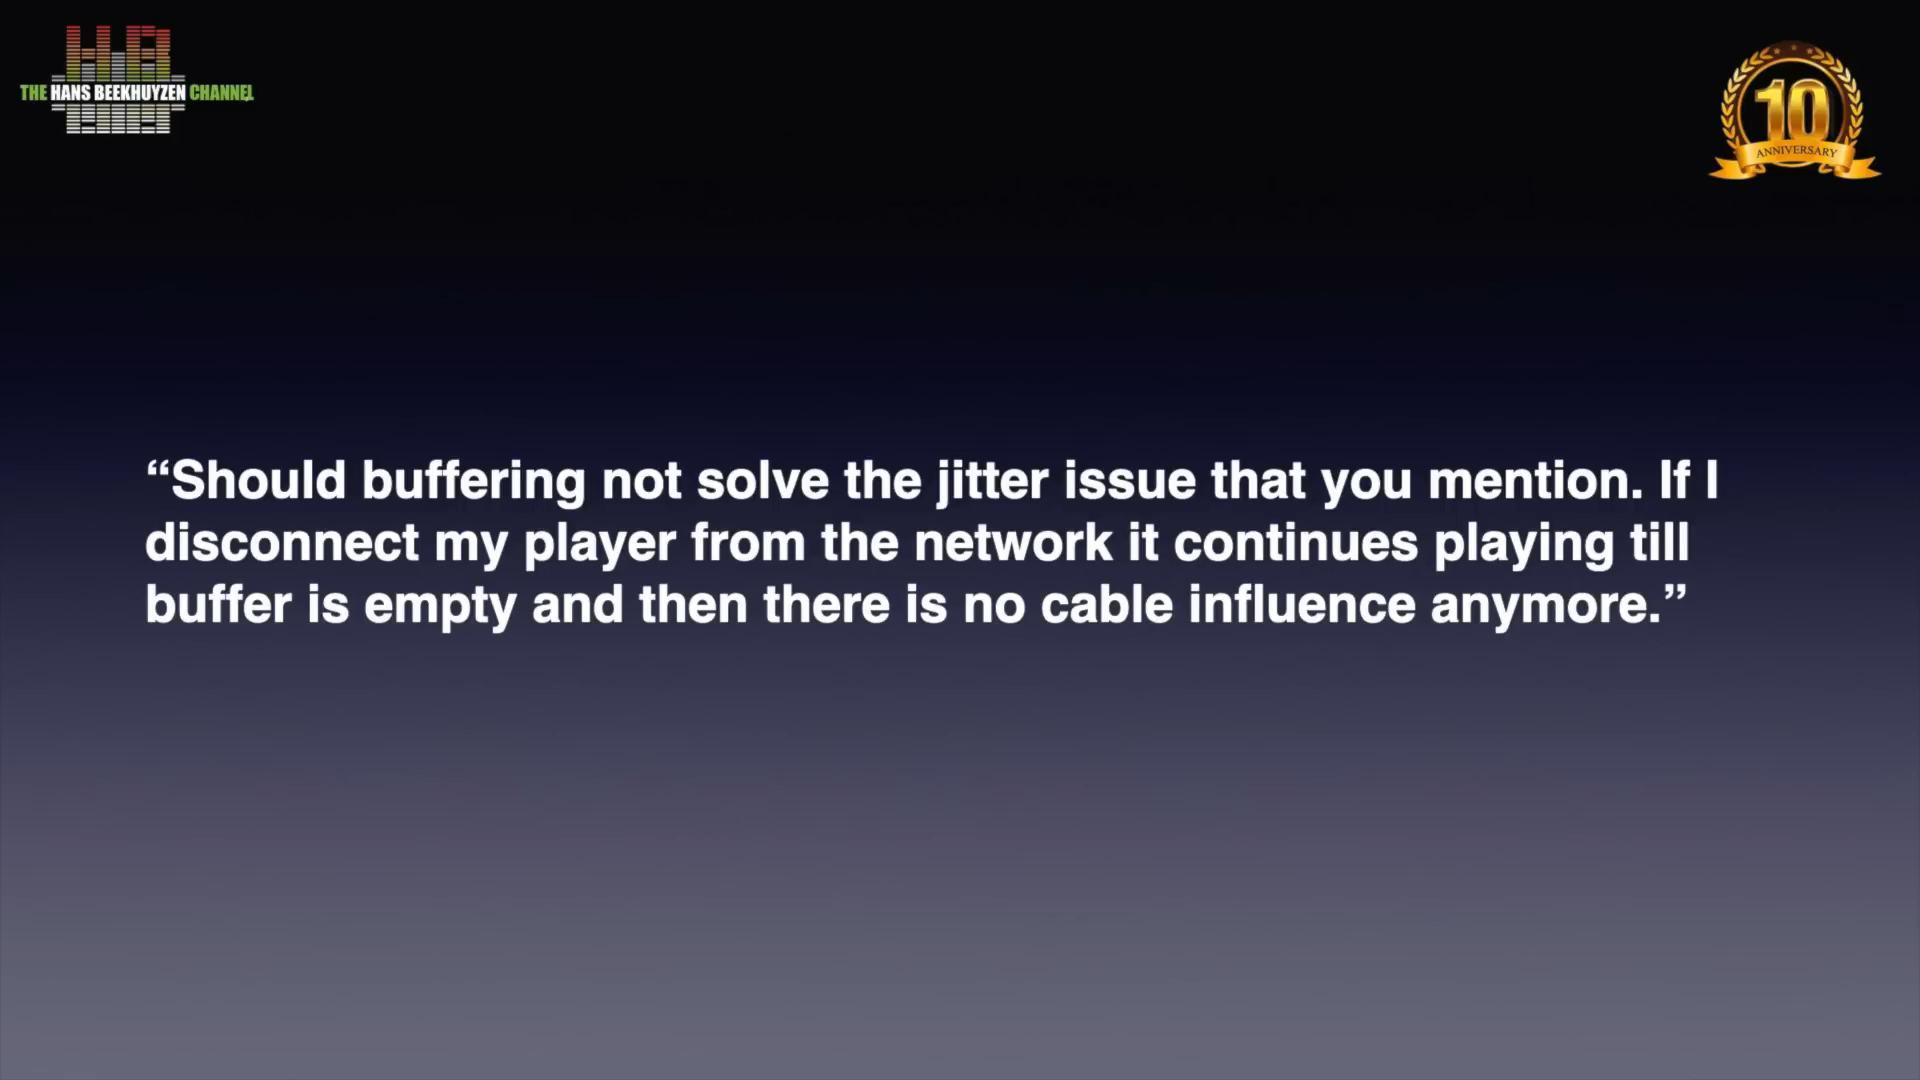 THE HANS BEEKHUYZEN CHANNEL
10
ANNIVERSARY
“Should buffering not solve the jitter issue that you mention. If I
disconnect my player from the network it continues playing till
buffer is empty and then there is no cable influence anymore.”